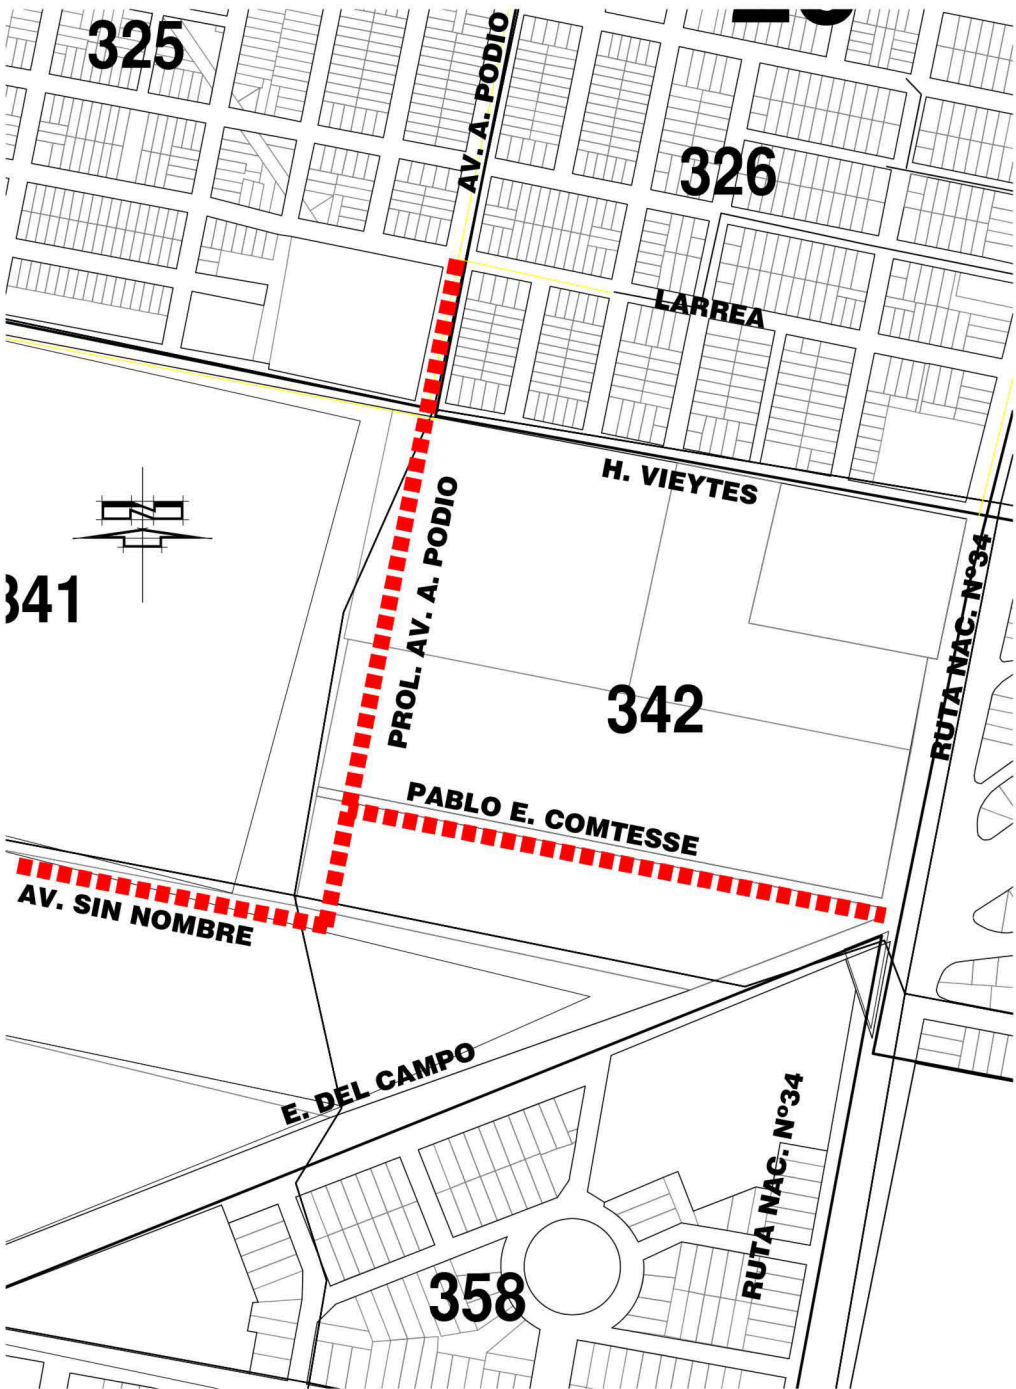 325
AV. A. PODIO
326
LARREA
H. VIEYTES
N
PROL. AV. A. PODIO
RUTA NAC. Nº34
341
342
PABLO E. COMTESSE
AV. SIN NOMBRE
E. DEL CAMPO
RUTA NAC. Nº34
358